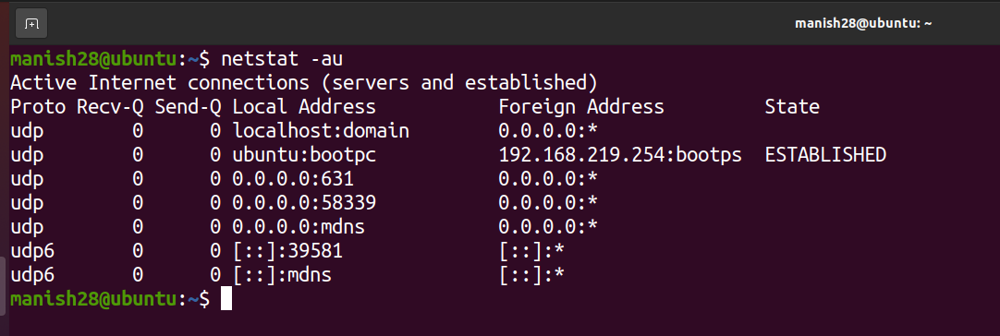 manish28@ubuntu: ~
manish28@ubuntu:~$ netstat -au
Active Internet connections (servers and established)
Proto Recv-Q Send-Q Local Address           Foreign Address         State
udp        0      0 localhost:domain        0.0.0.0:*
udp        0      0 ubuntu:bootpc           192.168.219.254:bootps  ESTABLISHED
udp        0      0 0.0.0.0:631             0.0.0.0:*
udp        0      0 0.0.0.0:58339           0.0.0.0:*
udp        0      0 0.0.0.0:mdns            0.0.0.0:*
udp6       0      0 [::]:39581              [::]:*
udp6       0      0 [::]:mdns               [::]:*
manish28@ubuntu:~$